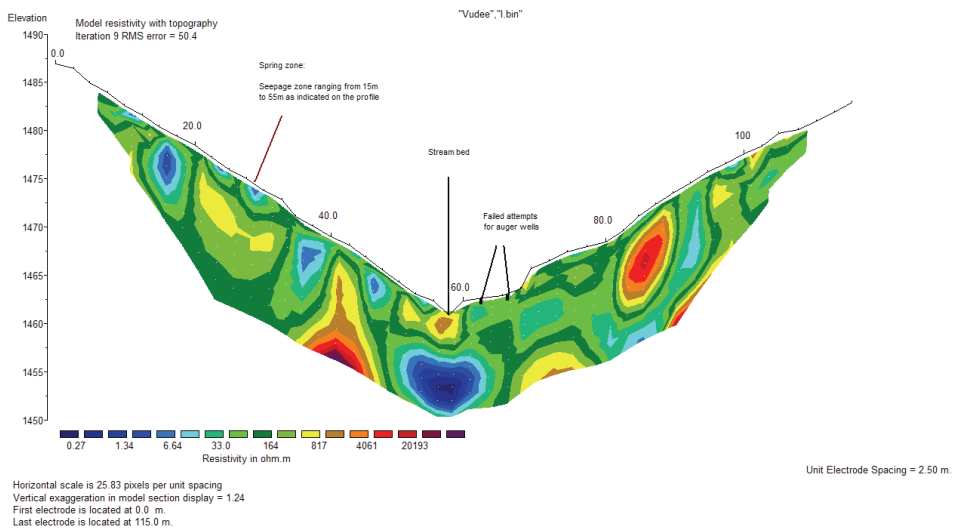 "Vudee","I.bin"
Elevation
Model resistivity with topography
Iteration 9 RMS error = 50.4
1490
0.0
Spring zone:
Seepage zone ranging from 15m
to 55m as indicated on the profile
1485
1480
20.0
100
Stream bed
1475
40.0
Failed attempts
for auger wells
80.0
1470
1465
60.0
1460
1455
1450
0.27 1.34 6.64 33.0 164 817 4061 20193
Resistivity in ohm.m
Unit Electrode Spacing = 2.50 m.
Horizontal scale is 25.83 pixels per unit spacing
Vertical exaggeration in model section display = 1.24
First electrode is located at 0.0 m.
Last electrode is located at 115.0 m.